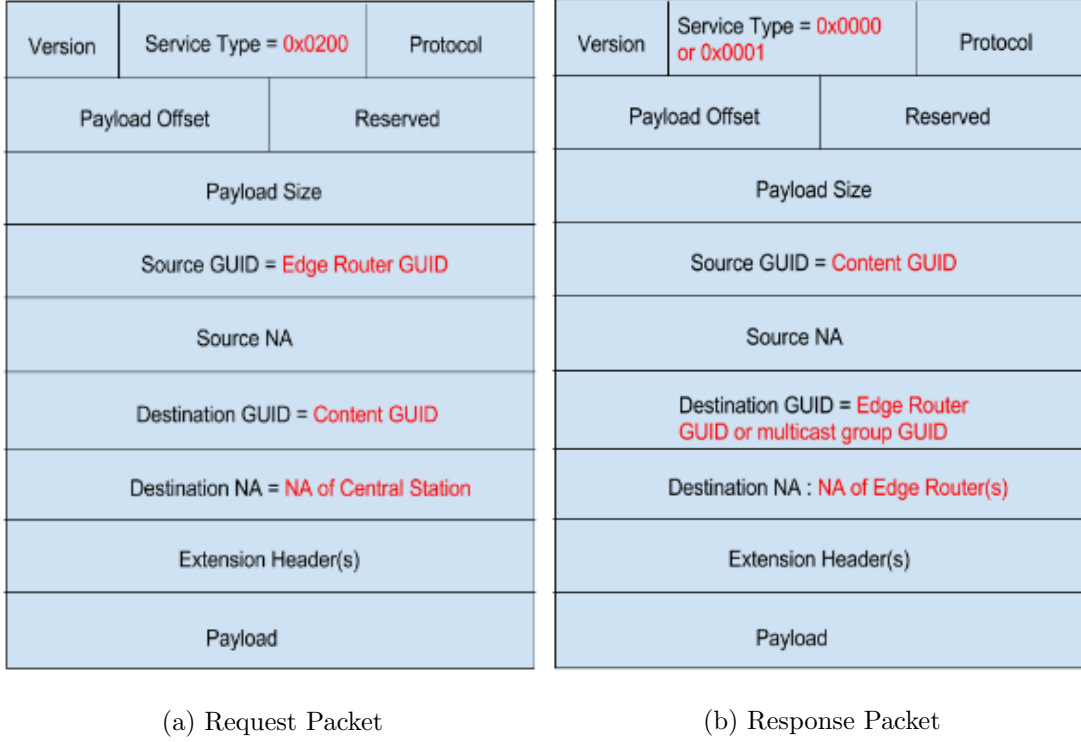 Version
Service Type = 0x0200
Protocol
Payload Offset
Reserved
Payload Size
Source GUID = Edge Router GUID
Source NA
Destination GUID = Content GUID
Destination NA = NA of Central Station
Extension Header(s)
Payload
(a) Request Packet
Version
Service Type = 0x0000
or 0x0001
Protocol
Payload Offset
Reserved
Payload Size
Source GUID = Content GUID
Source NA
Destination GUID = Edge Router
GUID or multicast group GUID
Destination NA : NA of Edge Router(s)
Extension Header(s)
Payload
(b) Response Packet